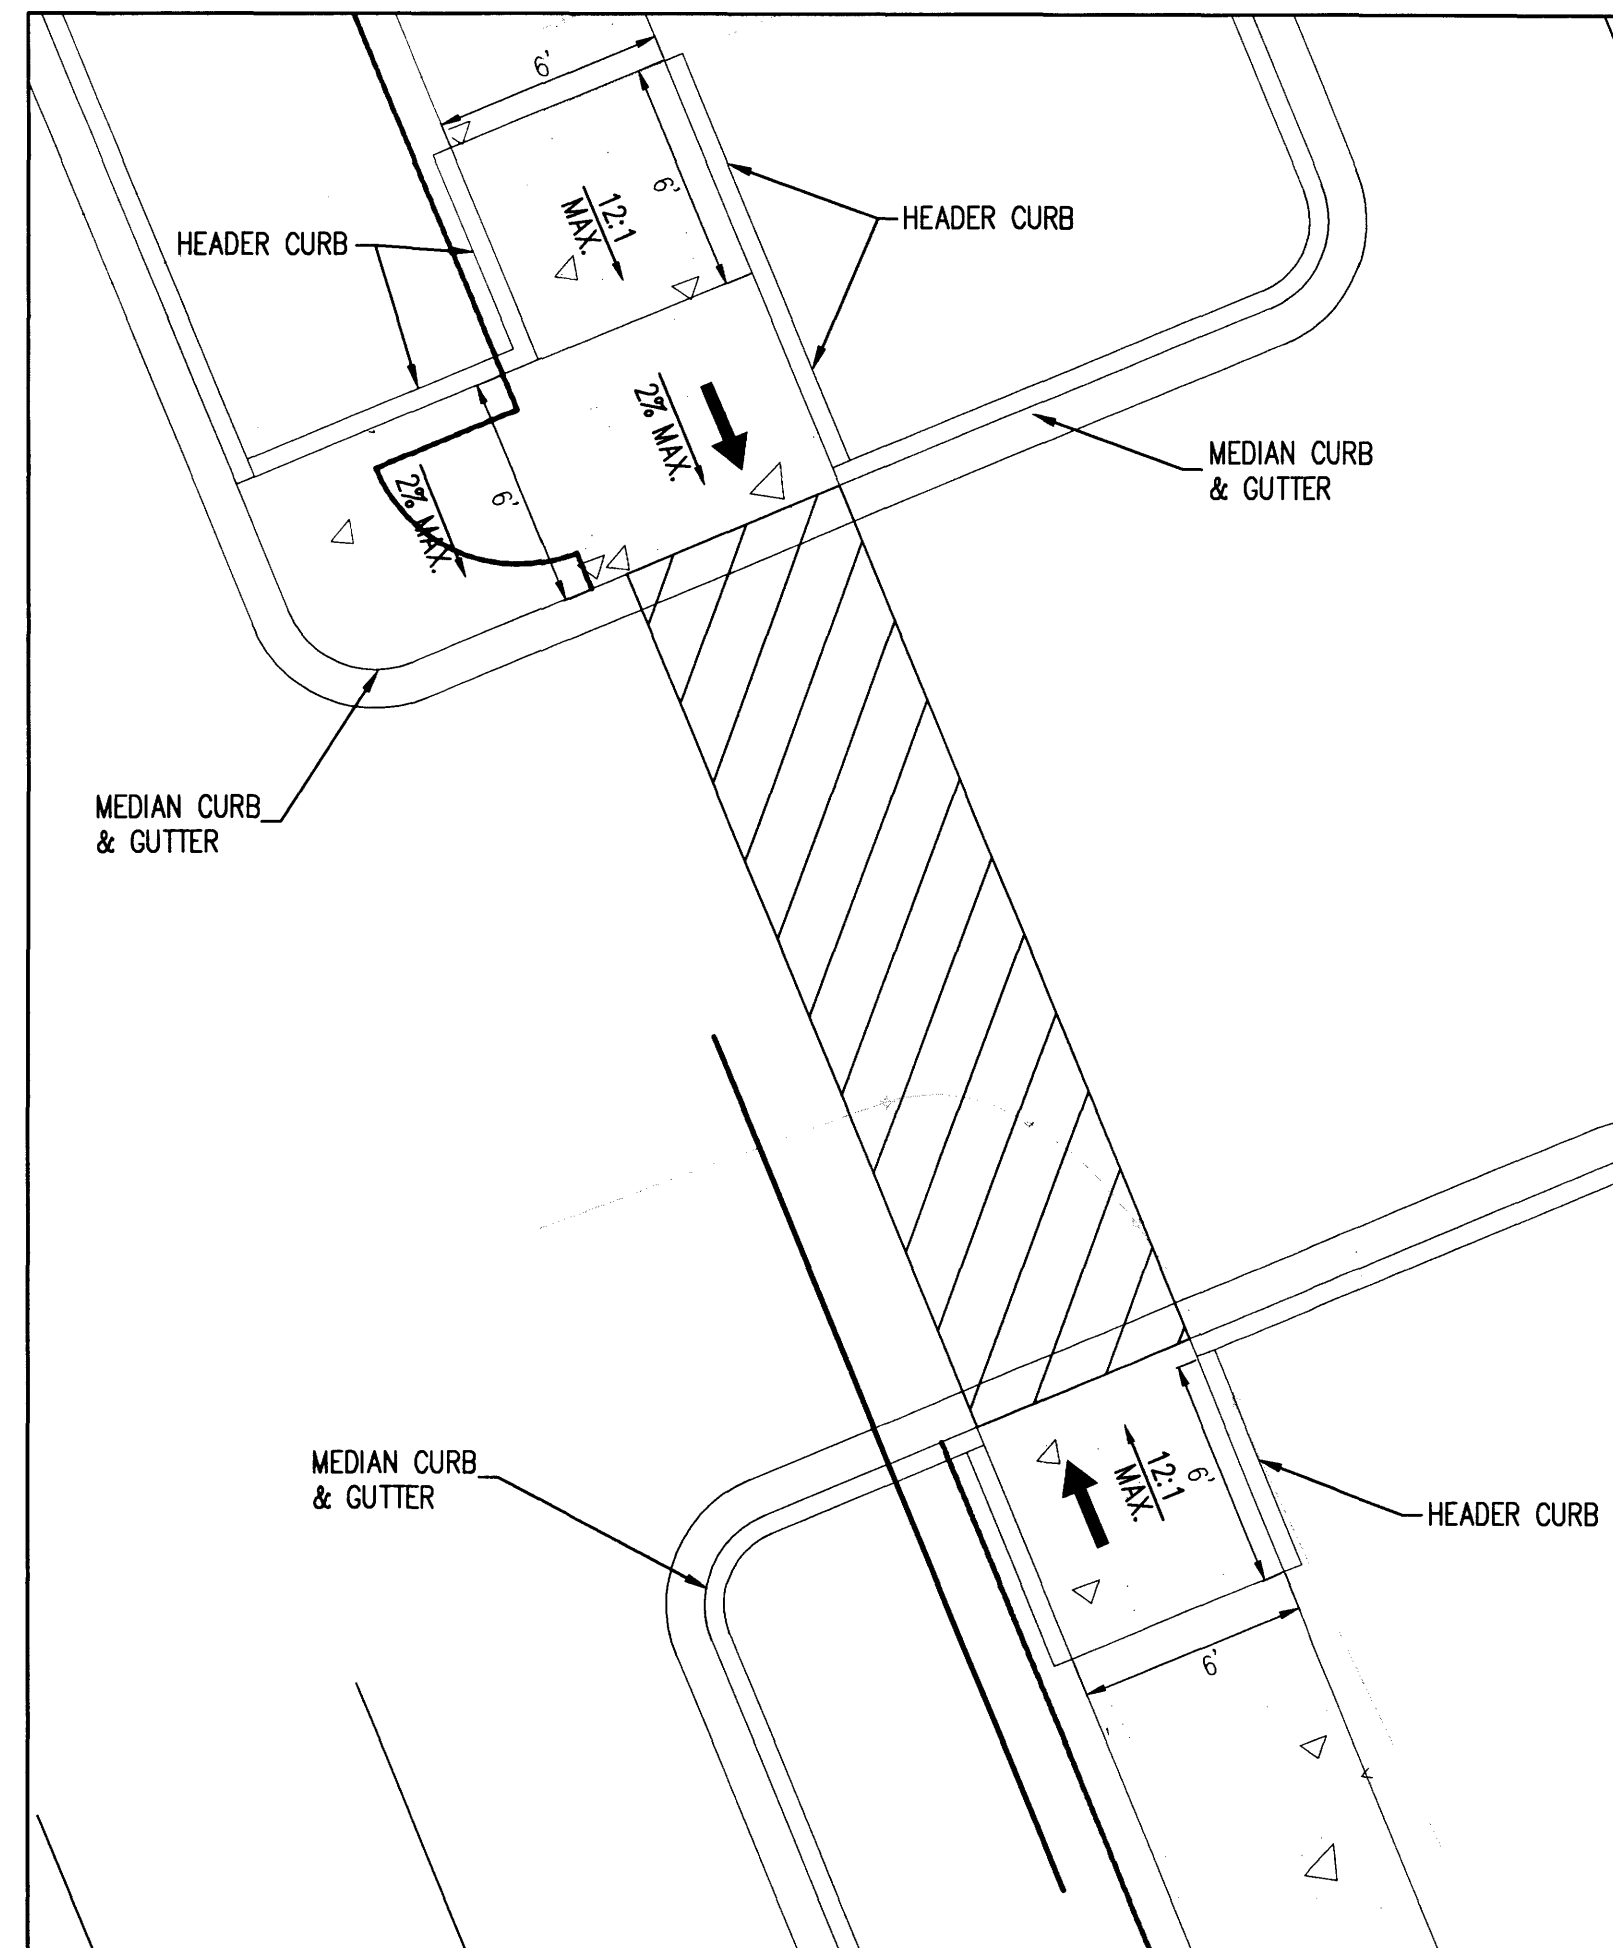 6'
6'
12:1
MAX.
HEADER CURB
HEADER CURB
2% MAX.
MEDIAN CURB
& GUTTER
2% MAX.
6'
MEDIAN CURB
& GUTTER
MEDIAN CURB
& GUTTER
12:1
MAX.
6'
HEADER CURB
6'